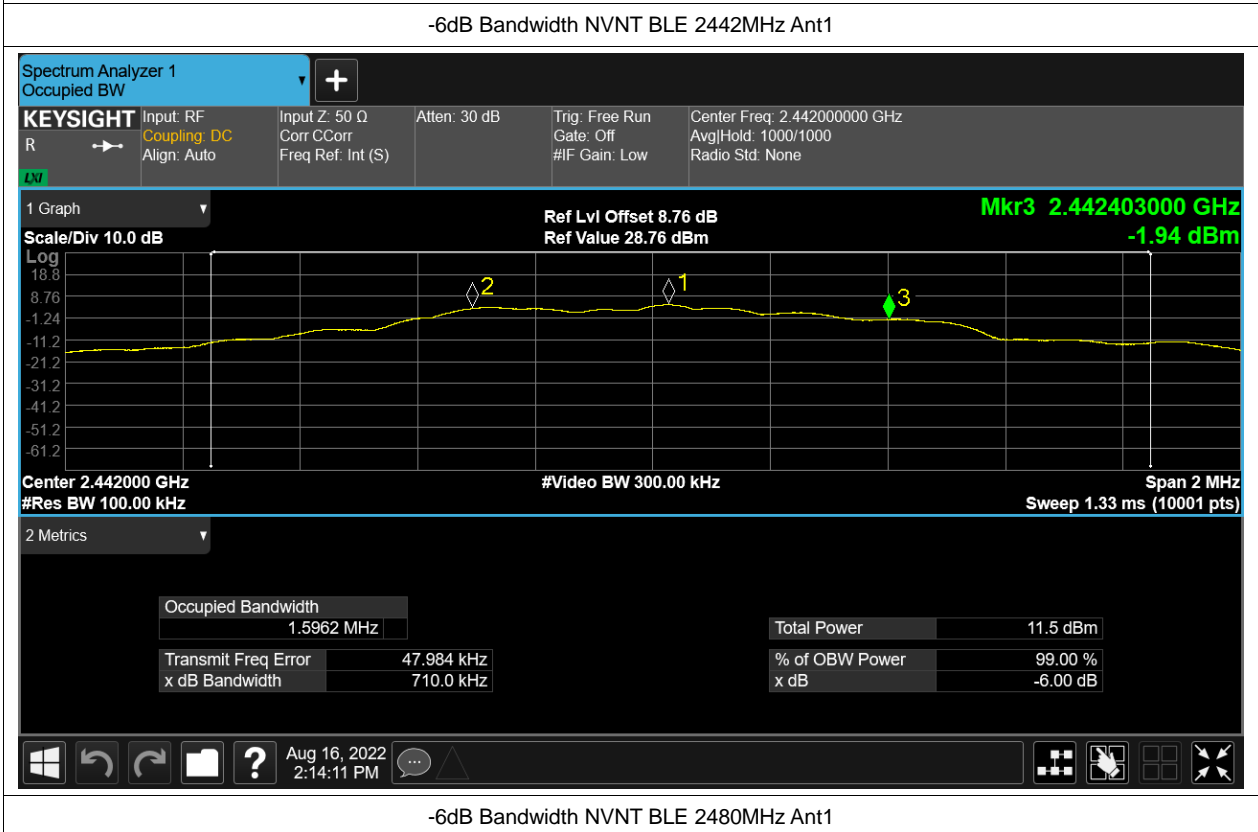 -6dB Bandwidth NVNT BLE 2442MHz Ant1
Spectrum Analyzer 1
Occupied BW
KEYSIGHT
R
LXI
Input: RF
Coupling: DC
Align: Auto
Input Z: 50 Ω
Corr CCorr
Freq Ref: Int (S)
Atten: 30 dB
Trig: Free Run
Gate: Off
#IF Gain: Low
Center Freq: 2.442000000 GHz
Avg|Hold: 1000/1000
Radio Std: None
1 Graph
Scale/Div 10.0 dB
Ref Lvl Offset 8.76 dB
Ref Value 28.76 dBm
Mkr3 2.442403000 GHz
-1.94 dBm
Log
18.8
8.76
-1.24
-11.2
-21.2
-31.2
-41.2
-51.2
-61.2
2
1
3
Center 2.442000 GHz
#Video BW 300.00 kHz
Span 2 MHz
#Res BW 100.00 kHz
Sweep 1.33 ms (10001 pts)
2 Metrics
Occupied Bandwidth
1.5962 MHz
Total Power 11.5 dBm
Transmit Freq Error 47.984 kHz
% of OBW Power 99.00 %
x dB Bandwidth 710.0 kHz
x dB -6.00 dB
?
Aug 16, 2022
2:14:11 PM
-6dB Bandwidth NVNT BLE 2480MHz Ant1